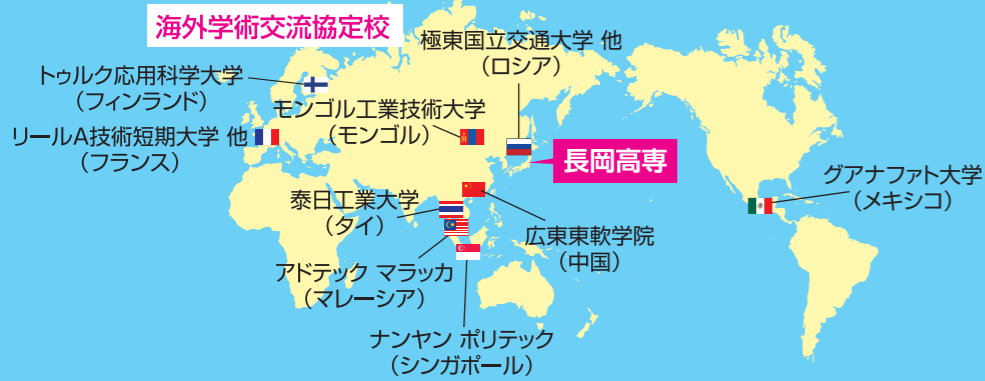 海外学術交流協定校
極東国立交通大学 他
（ロシア）
トゥルク応用科学大学
（フィンランド）
モンゴル工業技術大学
（モンゴル）
リールA技術短期大学 他
（フランス）
長岡高専
グアナファト大学
（メキシコ）
泰日工業大学
（タイ）
広東東軟学院
（中国）
アドテック マラッカ
（マレーシア）
ナンヤン ポリテック
（シンガポール）